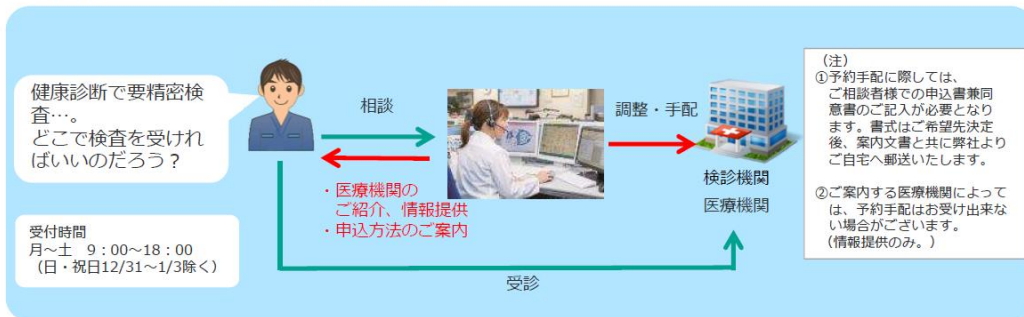 健康診断で要精密検
査…。
どこで検査を受けれ
ばいいのだろう？
受付時間
月～土　9：00～18：00
（日・祝日12/31～1/3除く）
相談
・医療機関の
ご紹介、情報提供
・申込方法のご案内
調整・手配
検診機関
医療機関
受診
（注）
①予約手配に際しては、
ご相談者様での申込書兼同
意書のご記入が必要となり
ます。書式はご希望先決定
後、案内文書と共に弊社より
ご自宅へ郵送いたします。
②ご案内する医療機関によって
は、予約手配はお受け出来な
い場合がございます。
（情報提供のみ。）